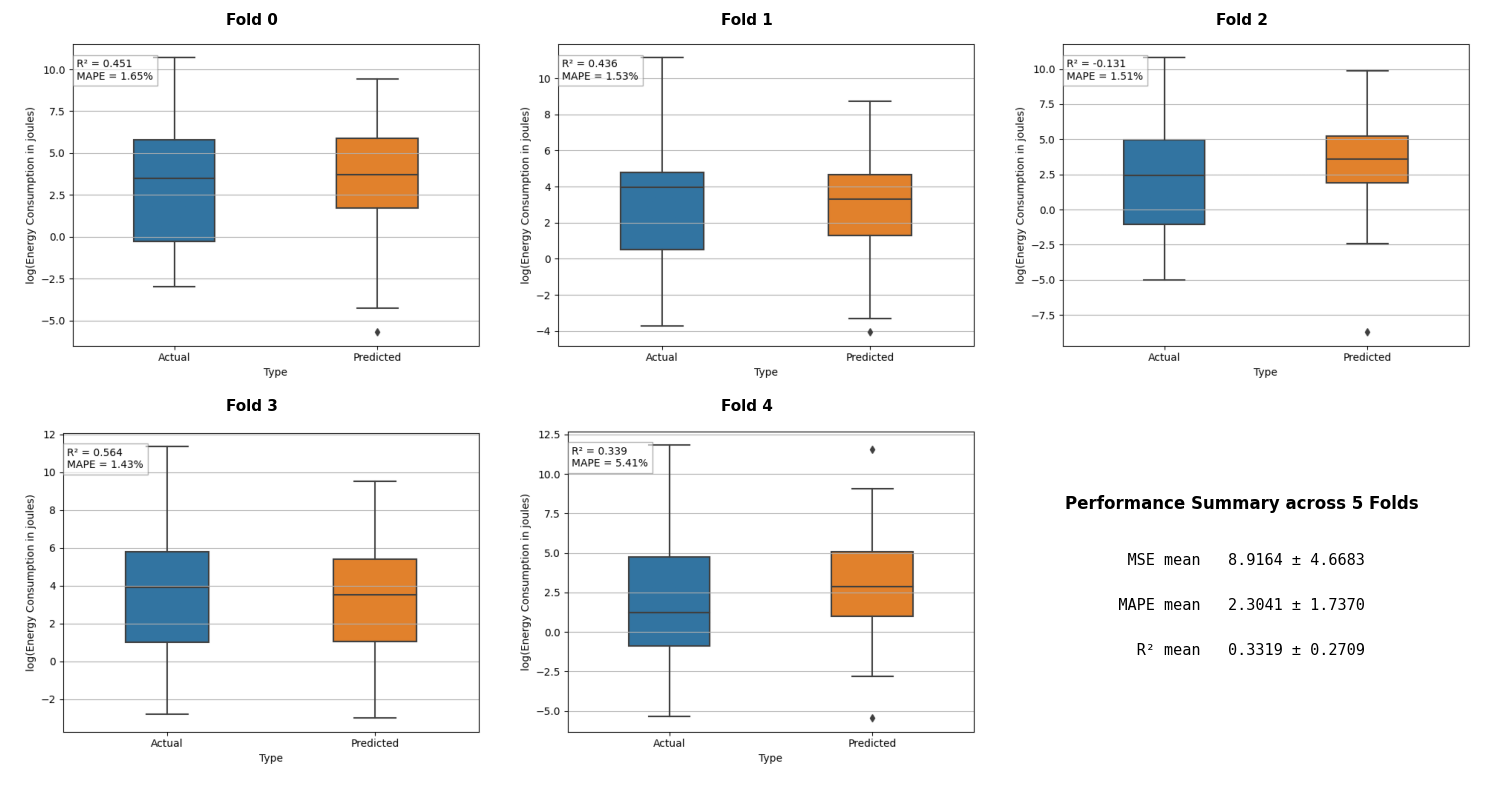 Fold 0
R² = 0.451
MAPE = 1.65%
10.0
7.5
5.0
2.5
0.0
−2.5
−5.0
log(Energy Consumption in joules)
Actual
Predicted
Type
Fold 1
R² = 0.436
MAPE = 1.53%
10
8
6
4
2
0
−2
−4
log(Energy Consumption in joules)
Actual
Predicted
Type
Fold 2
R² = -0.131
MAPE = 1.51%
10.0
7.5
5.0
2.5
0.0
−2.5
−5.0
−7.5
log(Energy Consumption in joules)
Actual
Predicted
Type
Fold 3
R² = 0.564
MAPE = 1.43%
12
10
8
6
4
2
0
−2
log(Energy Consumption in joules)
Actual
Predicted
Type
Fold 4
R² = 0.339
MAPE = 5.41%
12.5
10.0
7.5
5.0
2.5
0.0
−2.5
−5.0
log(Energy Consumption in joules)
Actual
Predicted
Type
Performance Summary across 5 Folds
MSE mean 8.9164 ± 4.6683
MAPE mean 2.3041 ± 1.7370
R² mean 0.3319 ± 0.2709